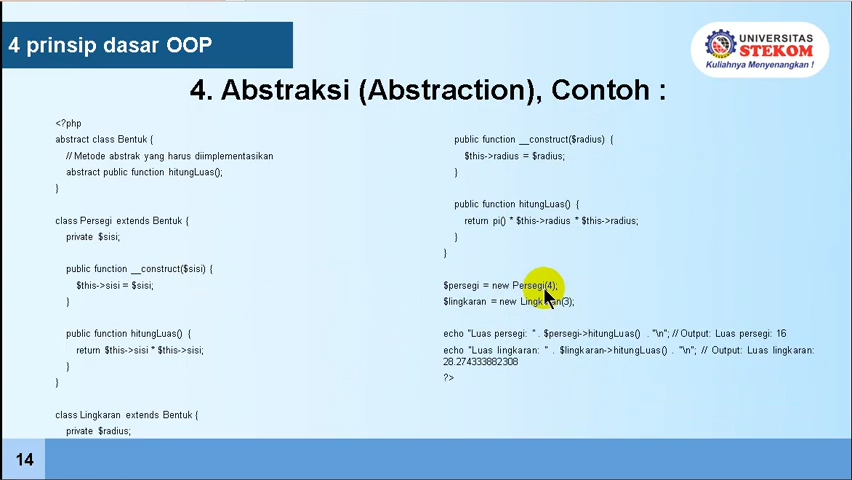 4 prinsip dasar OOP
UNIVERSITAS
STEKOM
Kuliahnya Menyenangkan !
4. Abstraksi (Abstraction), Contoh :
<?php
abstract class Bentuk {
// Metode abstrak yang harus diimplementasikan
abstract public function hitungLuas();
}
class Persegi extends Bentuk {
private $sisi;
public function __construct($sisi) {
$this->sisi = $sisi;
}
public function hitungLuas() {
return $this->sisi * $this->sisi;
}
}
class Lingkaran extends Bentuk {
private $radius;
public function __construct($radius) {
$this->radius = $radius;
}
public function hitungLuas() {
return pi() * $this->radius * $this->radius;
}
}
$persegi = new Persegi(4);
$lingkaran = new Lingkaran(3);
echo "Luas persegi: " . $persegi->hitungLuas() . "\n"; // Output: Luas persegi: 16
echo "Luas lingkaran: " . $lingkaran->hitungLuas() . "\n"; // Output: Luas lingkaran:
28.274333882308
?>
14